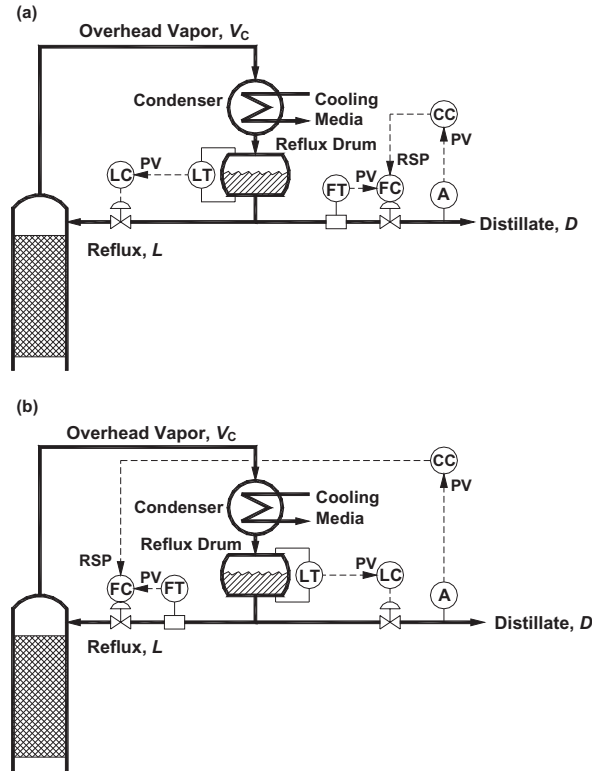 (a)
Overhead Vapor, VC
Condenser
Cooling
Media
CC
PV
Reflux Drum
RSP
LC
PV
LT
FT
PV
FC
A
Distillate, D
Reflux, L
(b)
Overhead Vapor, VC
CC
PV
Condenser
Cooling
Media
Reflux Drum
RSP
FC
PV
FT
LT
PV
LC
A
Distillate, D
Reflux, L